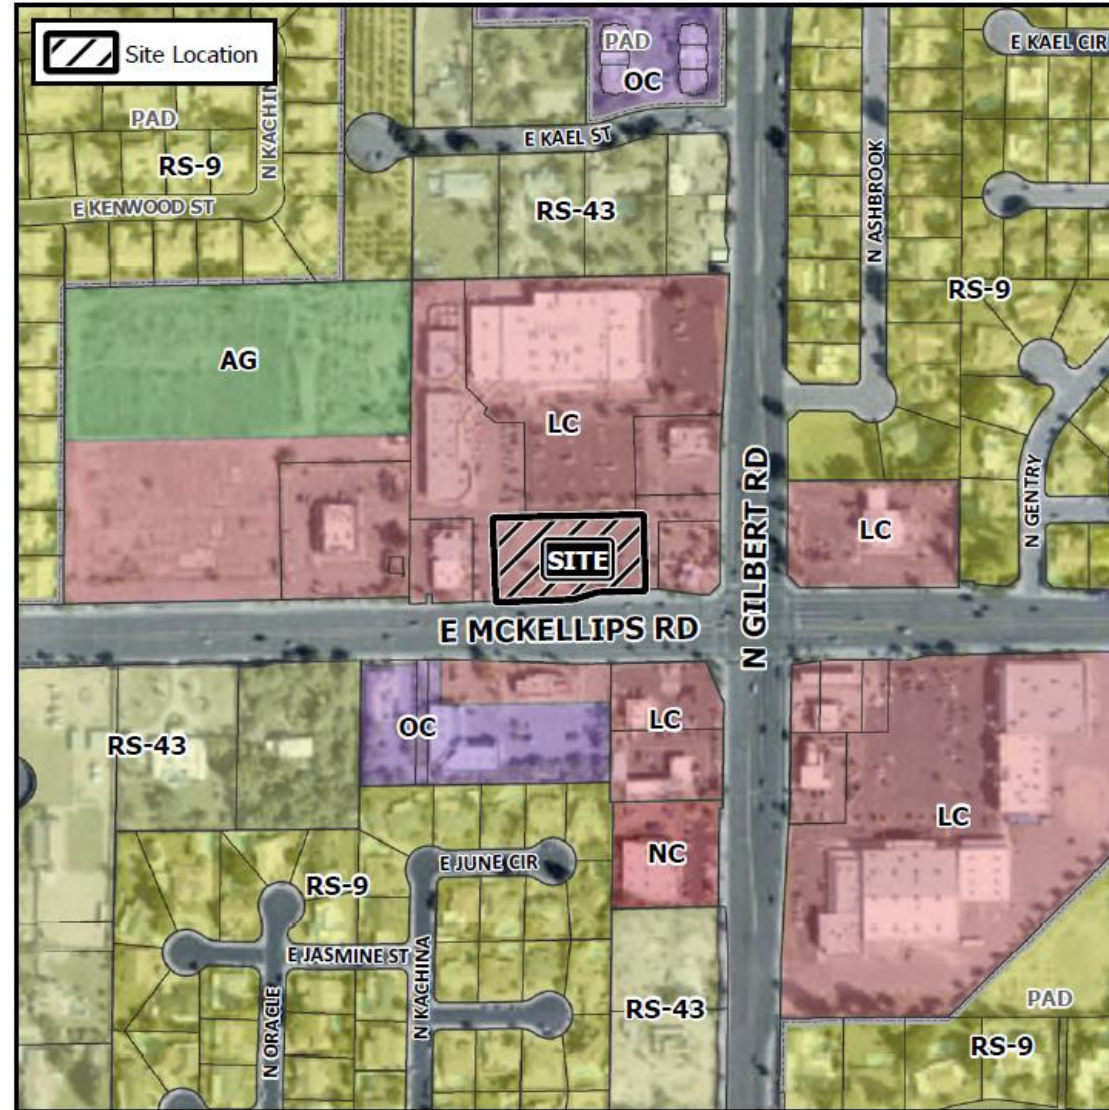 Site Location
PAD
OC
E KAEL CIR
E KAEL ST
N KACHIN
PAD
RS-9
E KENWOOD ST
RS-43
N ASHBROOK
RS-9
AG
LC
N GILBERT RD
N GENTRY
LC
SITE
E MCKELLIPS RD
OC
LC
RS-43
LC
NC
E JUNE CIR
RS-9
E JASMINE ST
N KACHINA
N ORACLE
RS-43
PAD
RS-9